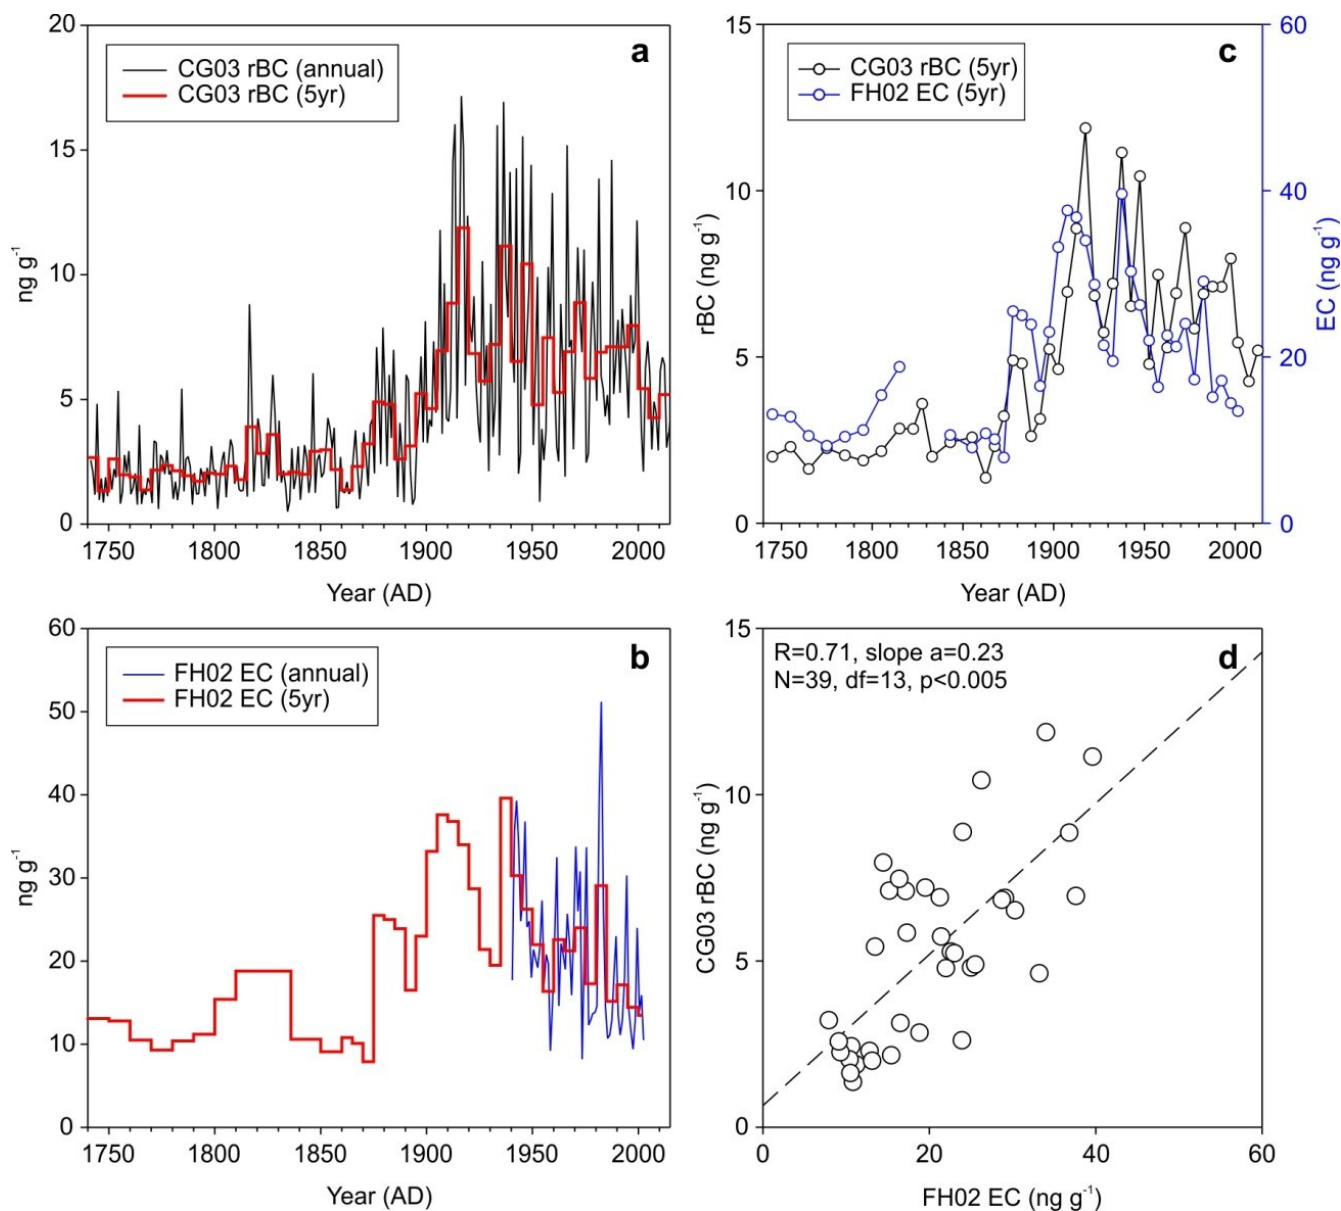 a
CG03 rBC (annual)
CG03 rBC (5yr)
20
15
10
5
0
ng g⁻¹
1750 1800 1850 1900 1950 2000
Year (AD)
c
CG03 rBC (5yr)
FH02 EC (5yr)
15
10
5
0
rBC (ng g⁻¹)
60
40
20
0
EC (ng g⁻¹)
1750 1800 1850 1900 1950 2000
Year (AD)
b
FH02 EC (annual)
FH02 EC (5yr)
60
50
40
30
20
10
0
ng g⁻¹
1750 1800 1850 1900 1950 2000
Year (AD)
d
R=0.71, slope a=0.23
N=39, df=13, p<0.005
15
10
5
0
CG03 rBC (ng g⁻¹)
0 20 40 60
FH02 EC (ng g⁻¹)